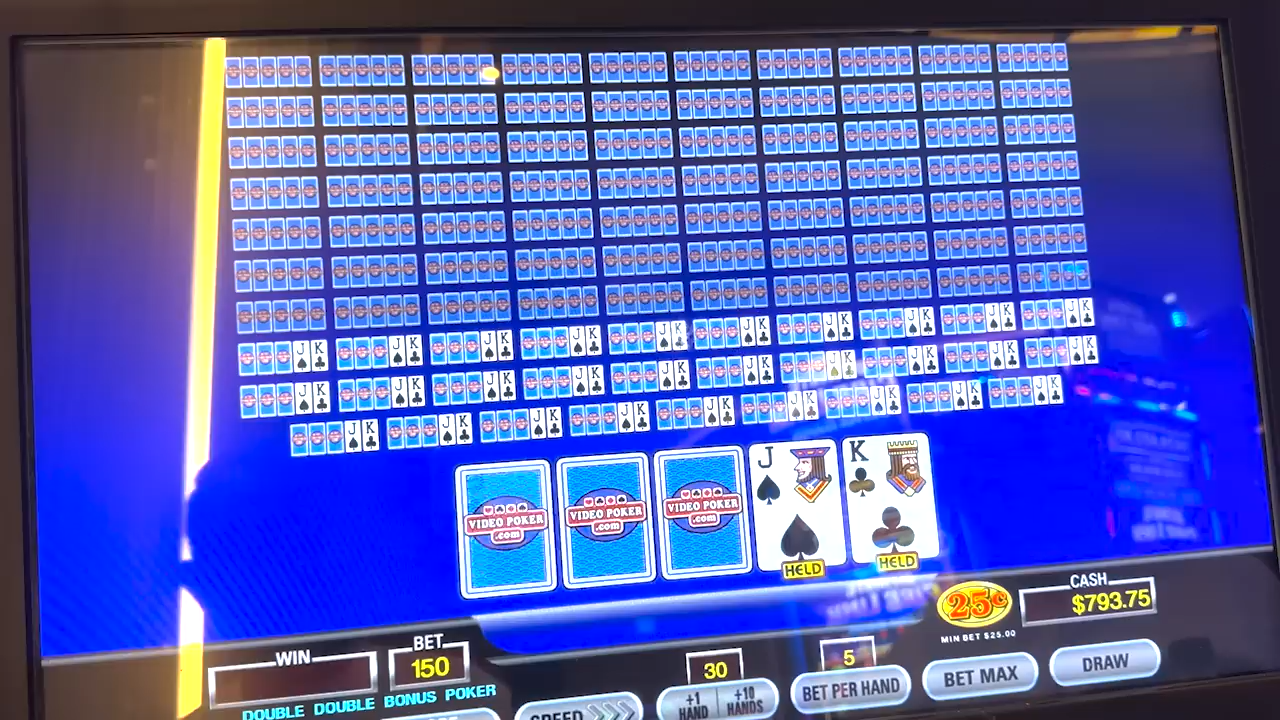 J K J K J K J K J K J K J K J K J K J K
J K J K J K J K J K J K J K J K J K J K
J K J K J K J K J K J K J K J K J K
J K
VIDEO POKER .com VIDEO POKER .com VIDEO POKER .com
HELD HELD
25¢
MIN BET $25.00
CASH
$793.75
WIN
BET
150
30
5
DOUBLE DOUBLE BONUS POKER
SPEED
+1 HAND +10 HANDS
BET PER HAND
BET MAX
DRAW